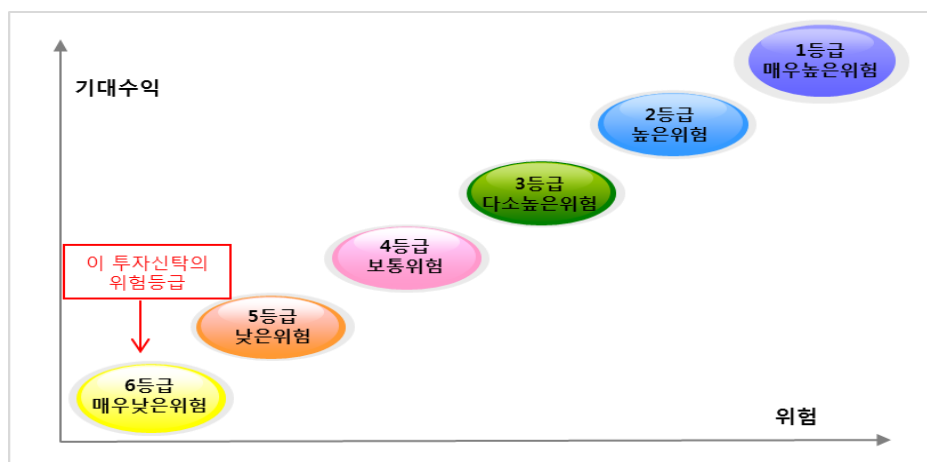 1등급
매우높은위험
기대수익
2등급
높은위험
3등급
다소높은위험
4등급
보통위험
이 투자신탁의
위험등급
5등급
낮은위험
6등급
매우낮은위험
위험